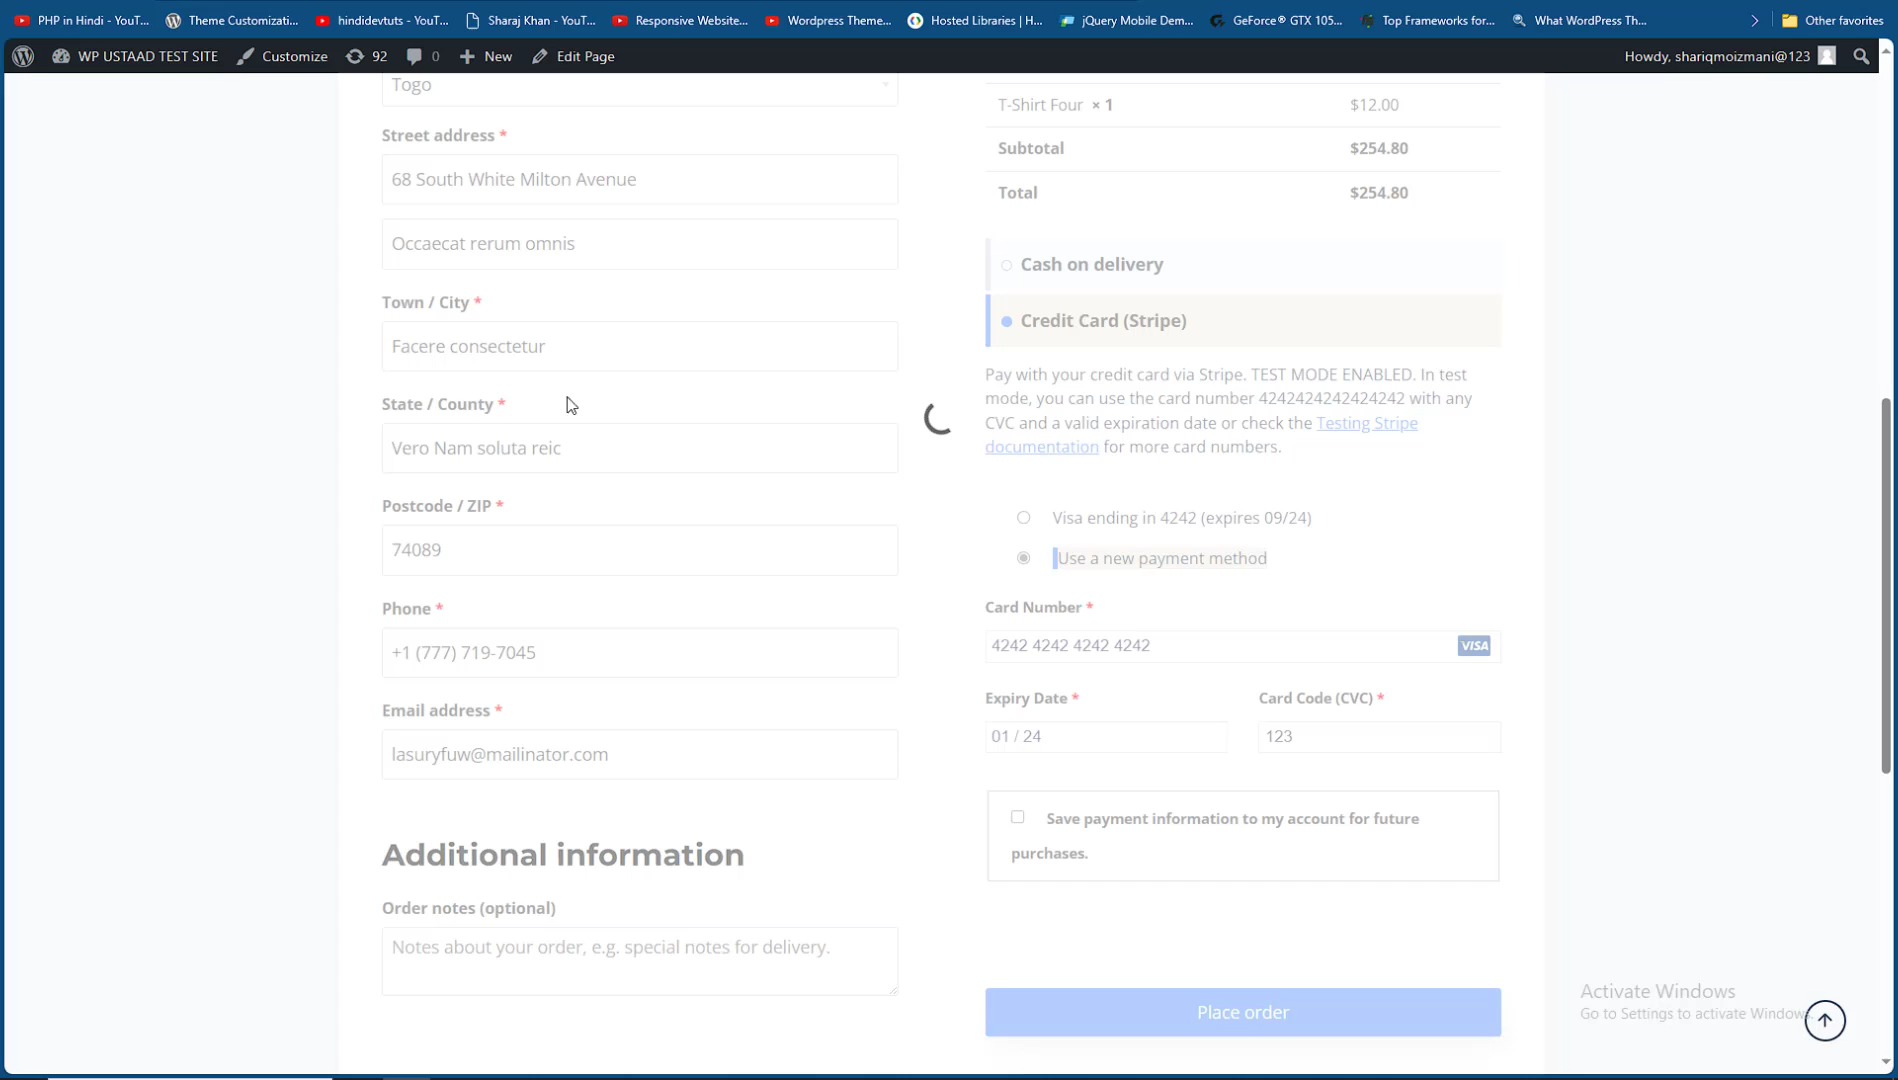 PHP in Hindi - YouT...
Theme Customizati...
hindidevtuts - YouT...
Sharaj Khan - YouT...
Responsive Website...
Wordpress Theme...
Hosted Libraries | H...
jQuery Mobile Dem...
GeForce® GTX 105...
Top Frameworks for...
What WordPress Th...
Other favorites
WP USTAAD TEST SITE
Customize
92
0
New
Edit Page
Howdy, shariqmoizmani@123
Togo
Street address *
68 South White Milton Avenue
Occaecat rerum omnis
Town / City *
Facere consectetur
State / County *
Vero Nam soluta reic
Postcode / ZIP *
74089
Phone *
+1 (777) 719-7045
Email address *
lasuryfuw@mailinator.com
Additional information
Order notes (optional)
Notes about your order, e.g. special notes for delivery.
T-Shirt Four × 1 $12.00
Subtotal $254.80
Total $254.80
Cash on delivery
Credit Card (Stripe)
Pay with your credit card via Stripe. TEST MODE ENABLED. In test
mode, you can use the card number 4242424242424242 with any
CVC and a valid expiration date or check the Testing Stripe
documentation for more card numbers.
Visa ending in 4242 (expires 09/24)
Use a new payment method
Card Number *
4242 4242 4242 4242
VISA
Expiry Date *
Card Code (CVC) *
01 / 24
123
Save payment information to my account for future
purchases.
Place order
Activate Windows
Go to Settings to activate Windows.